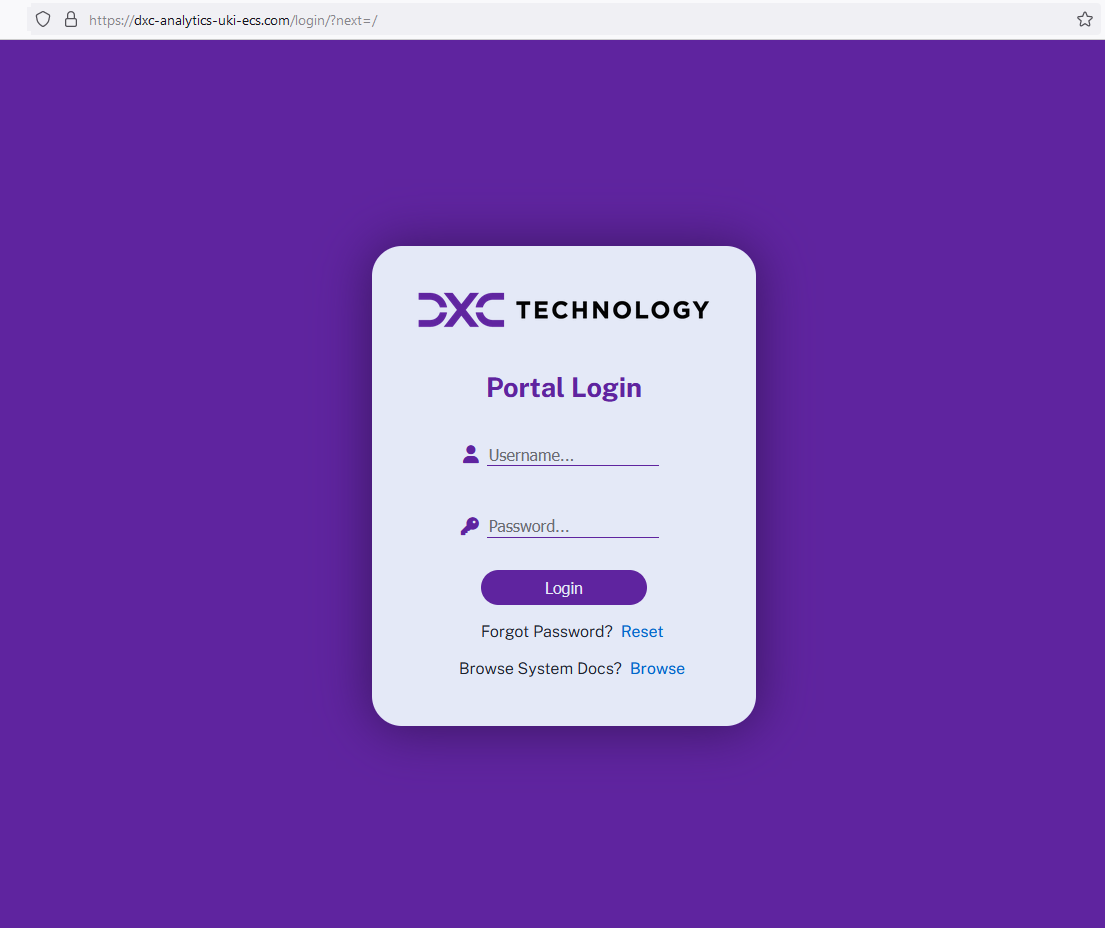 https://dxc-analytics-uki-ecs.com/login/?next=/
DXC TECHNOLOGY
Portal Login
Username...
Password...
Login
Forgot Password? Reset
Browse System Docs? Browse